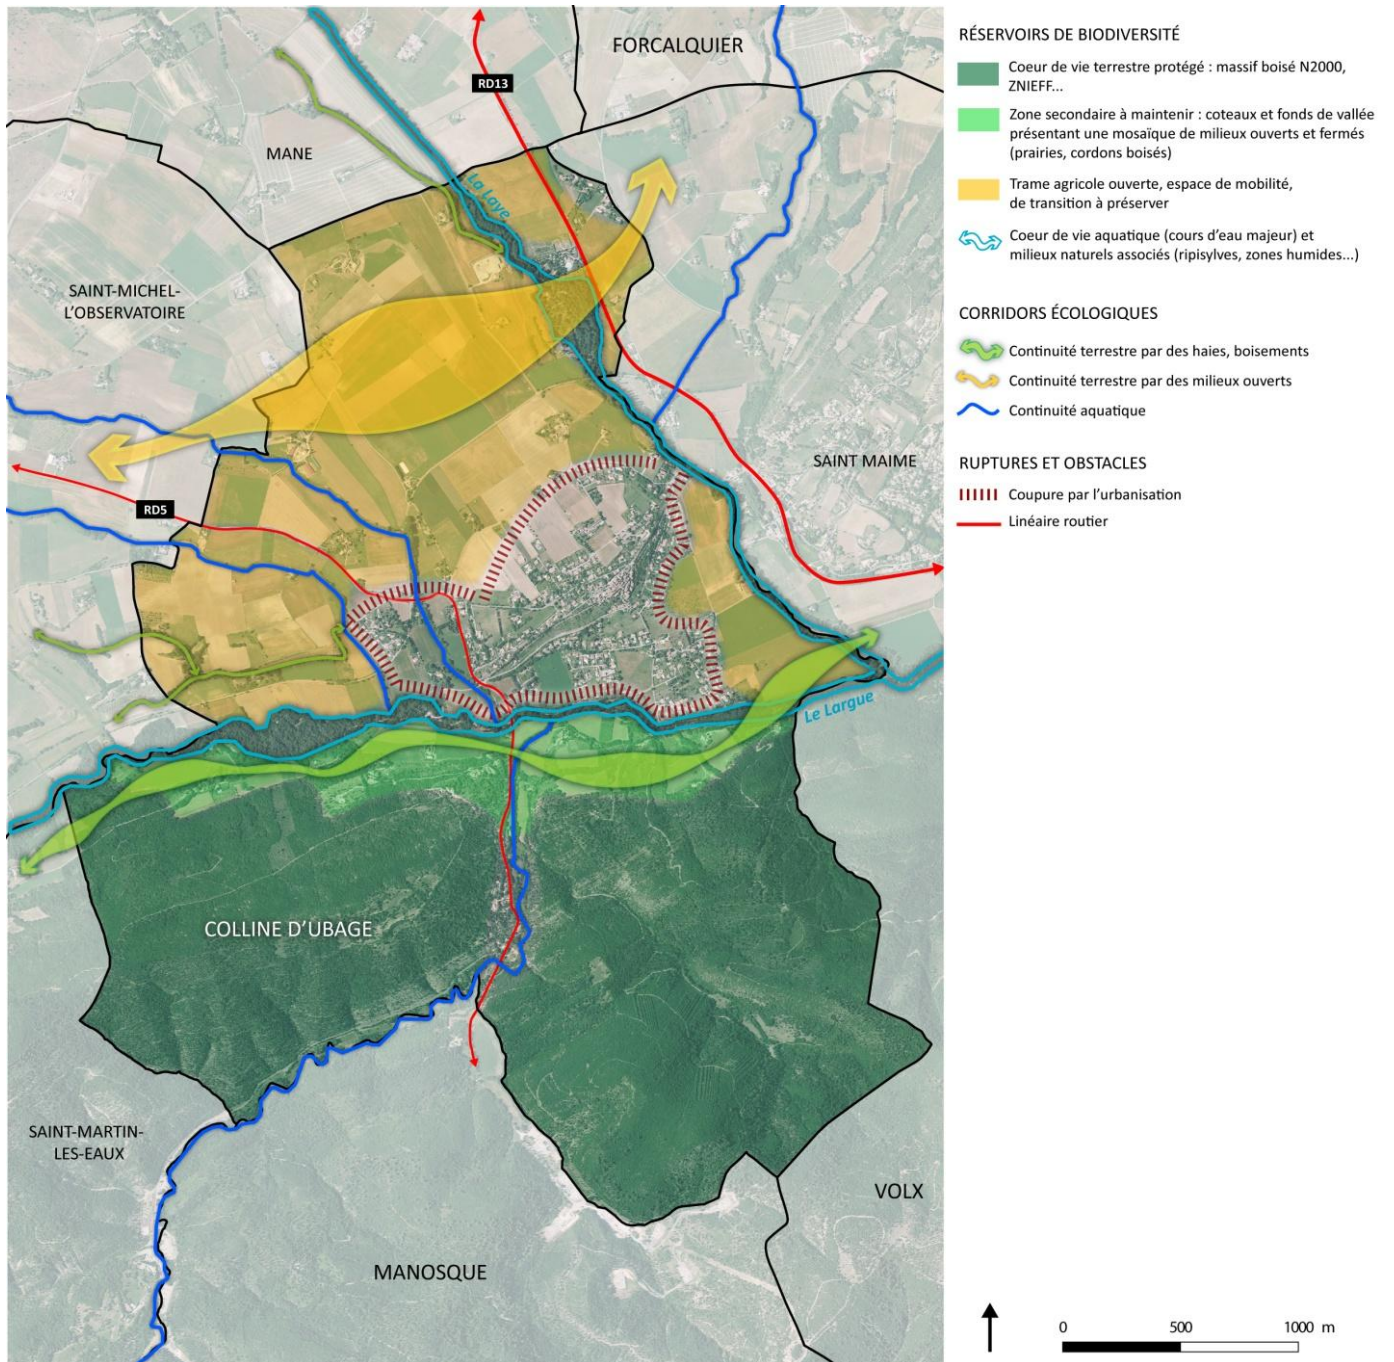 FORCALQUIER
RD13
MANE
La Laye
SAINT-MICHEL-
L'OBSERVATOIRE
SAINT MAIME
RD5
Le Largue
COLLINE D'UBAGE
SAINT-MARTIN-
LES-EAUX
VOLX
MANOSQUE
RÉSERVOIRS DE BIODIVERSITÉ
Coeur de vie terrestre protégé : massif boisé N2000,
ZNIEFF...
Zone secondaire à maintenir : coteaux et fonds de vallée
présentant une mosaïque de milieux ouverts et fermés
(prairies, cordons boisés)
Trame agricole ouverte, espace de mobilité,
de transition à préserver
Coeur de vie aquatique (cours d'eau majeur) et
milieux naturels associés (ripisylves, zones humides...)
CORRIDORS ÉCOLOGIQUES
Continuité terrestre par des haies, boisements
Continuité terrestre par des milieux ouverts
Continuité aquatique
RUPTURES ET OBSTACLES
Coupure par l'urbanisation
Linéaire routier
0 500 1000 m